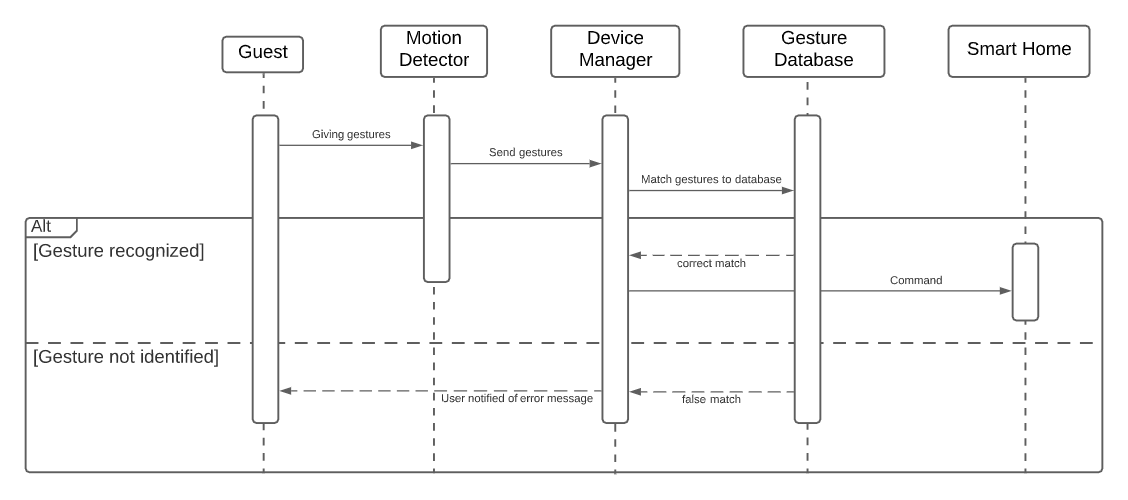 Guest
Motion
Detector
Device
Manager
Gesture
Database
Smart Home
Giving gestures
Send gestures
Match gestures to database
Alt
[Gesture recognized]
correct match
Command
[Gesture not identified]
User notified of error message
false match